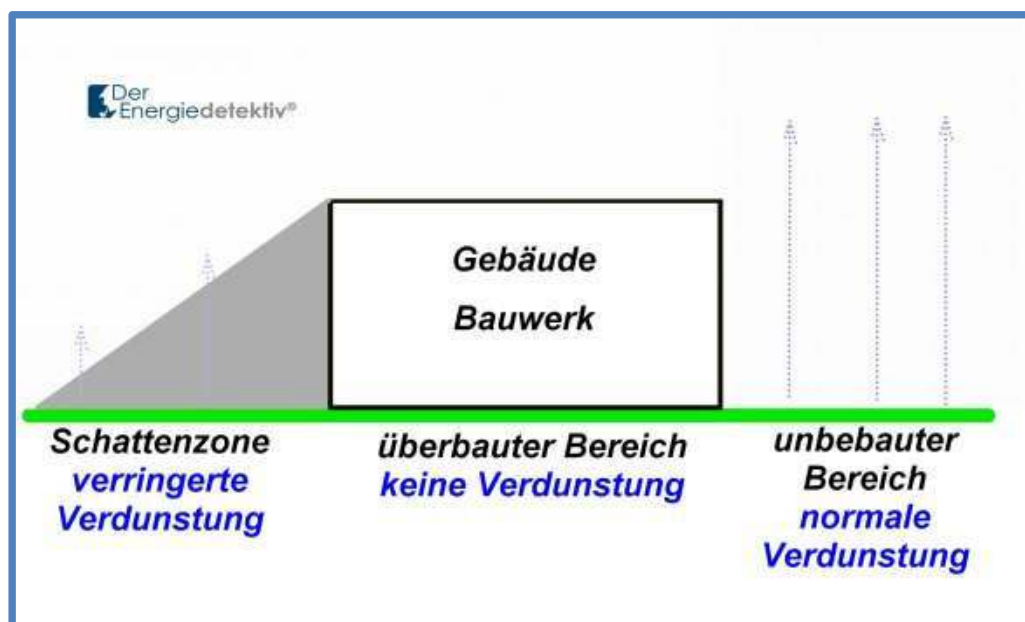 Der
Energiedetektiv®
Gebäude
Bauwerk
Schattenzone
verringerte
Verdunstung
überbauter Bereich
keine Verdunstung
unbebauter
Bereich
normale
Verdunstung